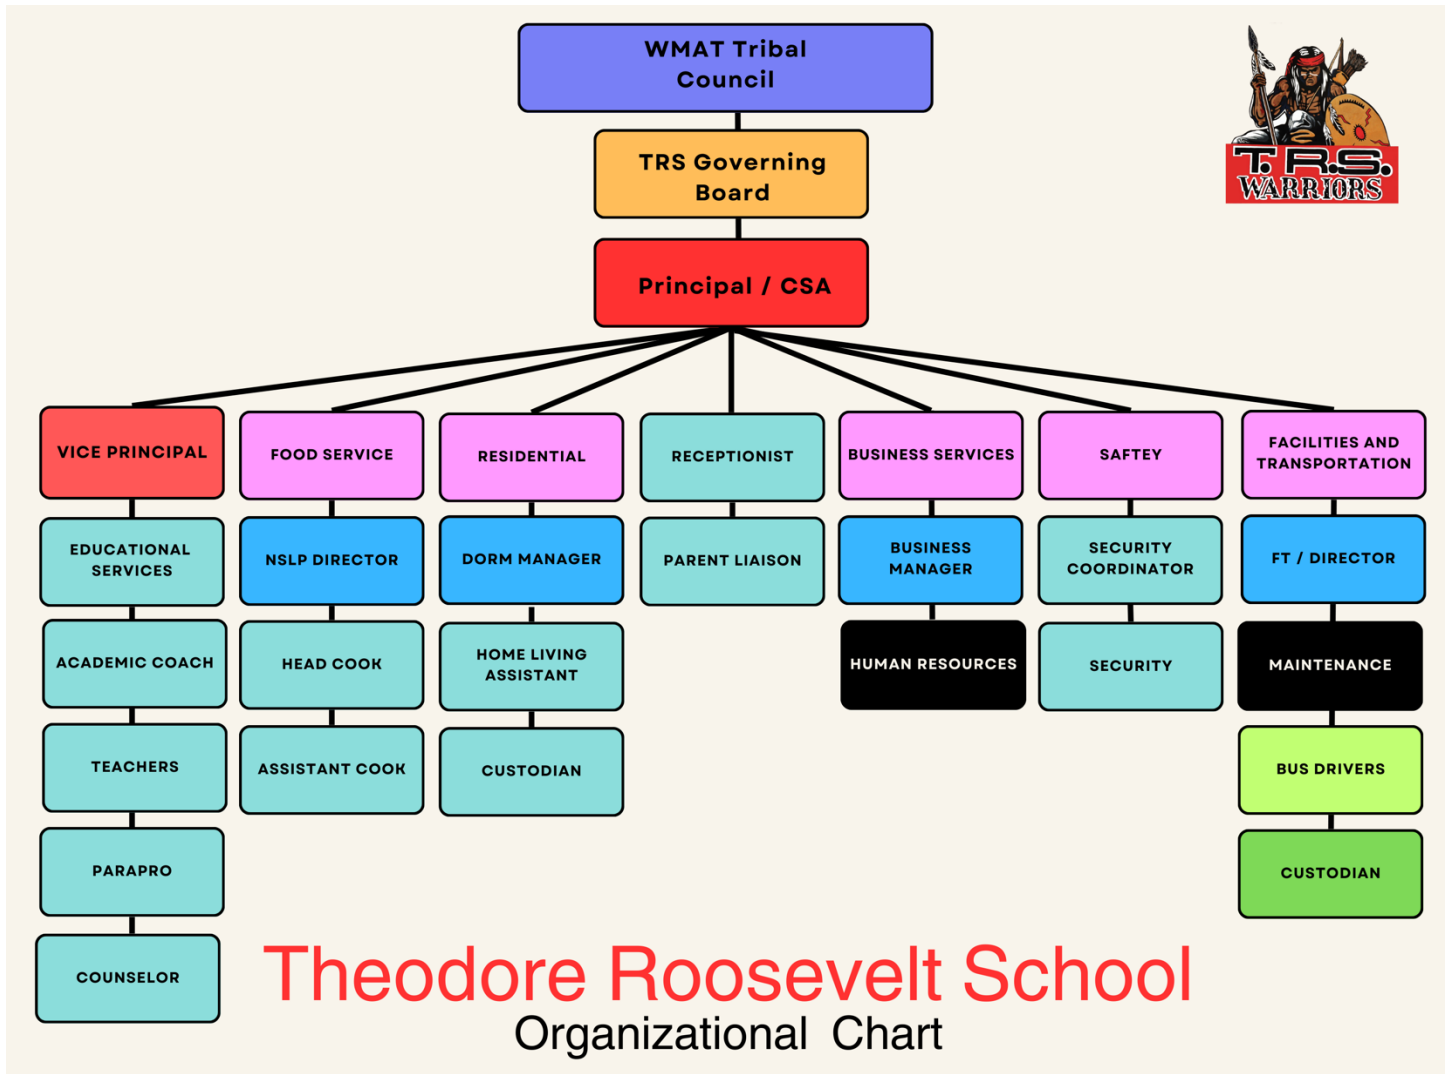 WMAT Tribal
Council
TRS Governing
Board
T.R.S.
WARRIORS
Principal / CSA
VICE PRINCIPAL
FOOD SERVICE
RESIDENTIAL
RECEPTIONIST
BUSINESS SERVICES
SAFTEY
FACILITIES AND
TRANSPORTATION
EDUCATIONAL
SERVICES
NSLP DIRECTOR
DORM MANAGER
PARENT LIAISON
BUSINESS
MANAGER
SECURITY
COORDINATOR
FT / DIRECTOR
ACADEMIC COACH
HEAD COOK
HOME LIVING
ASSISTANT
HUMAN RESOURCES
SECURITY
MAINTENANCE
TEACHERS
ASSISTANT COOK
CUSTODIAN
BUS DRIVERS
PARAPRO
CUSTODIAN
COUNSELOR
Theodore Roosevelt School
Organizational Chart